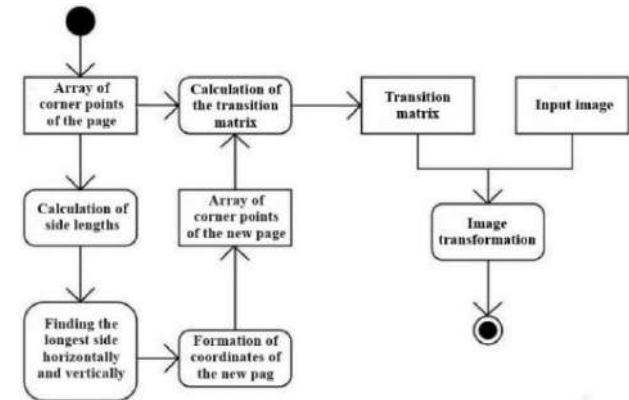 Array of
corner points
of the page
Calculation of
the transition
matrix
Transition
matrix
Input image
Calculation of
side lengths
Array of
corner points
of the new page
Image
transformation
Finding the
longest side
horizontally
and vertically
Formation of
coordinates of
the new pag